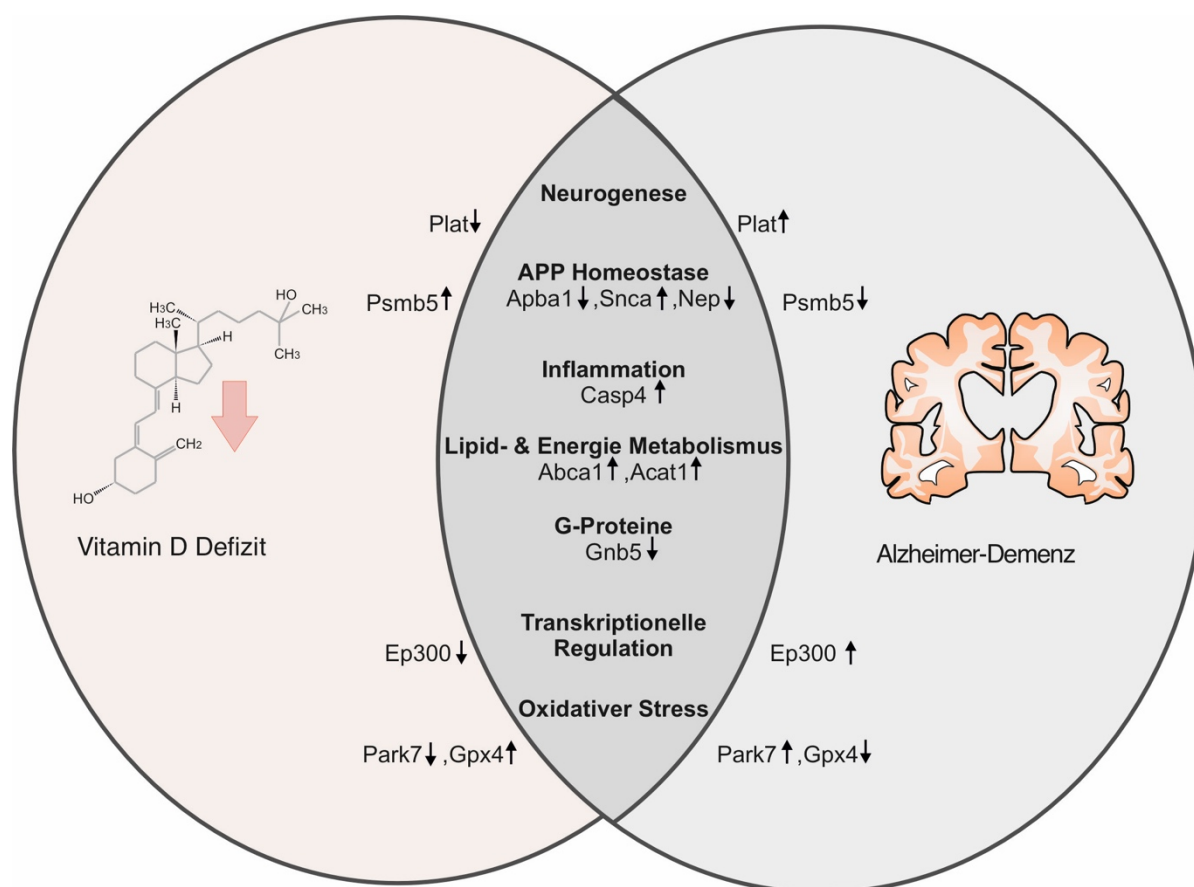 Neurogenese
Plat↓
Plat↑
APP Homeostase
Apba1↓,Snca↑,Nep↓
Psmb5↑
Psmb5↓
Inflammation
Casp4↑
Lipid- & Energie Metabolismus
Abca1↑,Acat1↑
G-Proteine
Gnb5↓
HO
H₃C
CH₃
H₃C
H
CH₃
H
CH₂
HO
Vitamin D Defizit
Alzheimer-Demenz
Transkriptionelle
Regulation
Ep300↓
Ep300↑
Oxidativer Stress
Park7↓,Gpx4↑
Park7↑,Gpx4↓